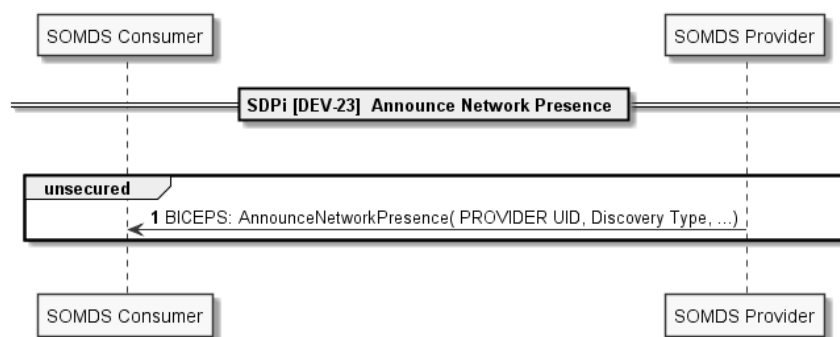 SOMDS Consumer
SOMDS Provider
SDPi [DEV-23]  Announce Network Presence
unsecured
1 BICEPS: AnnounceNetworkPresence( PROVIDER UID, Discovery Type, ...)
SOMDS Consumer
SOMDS Provider